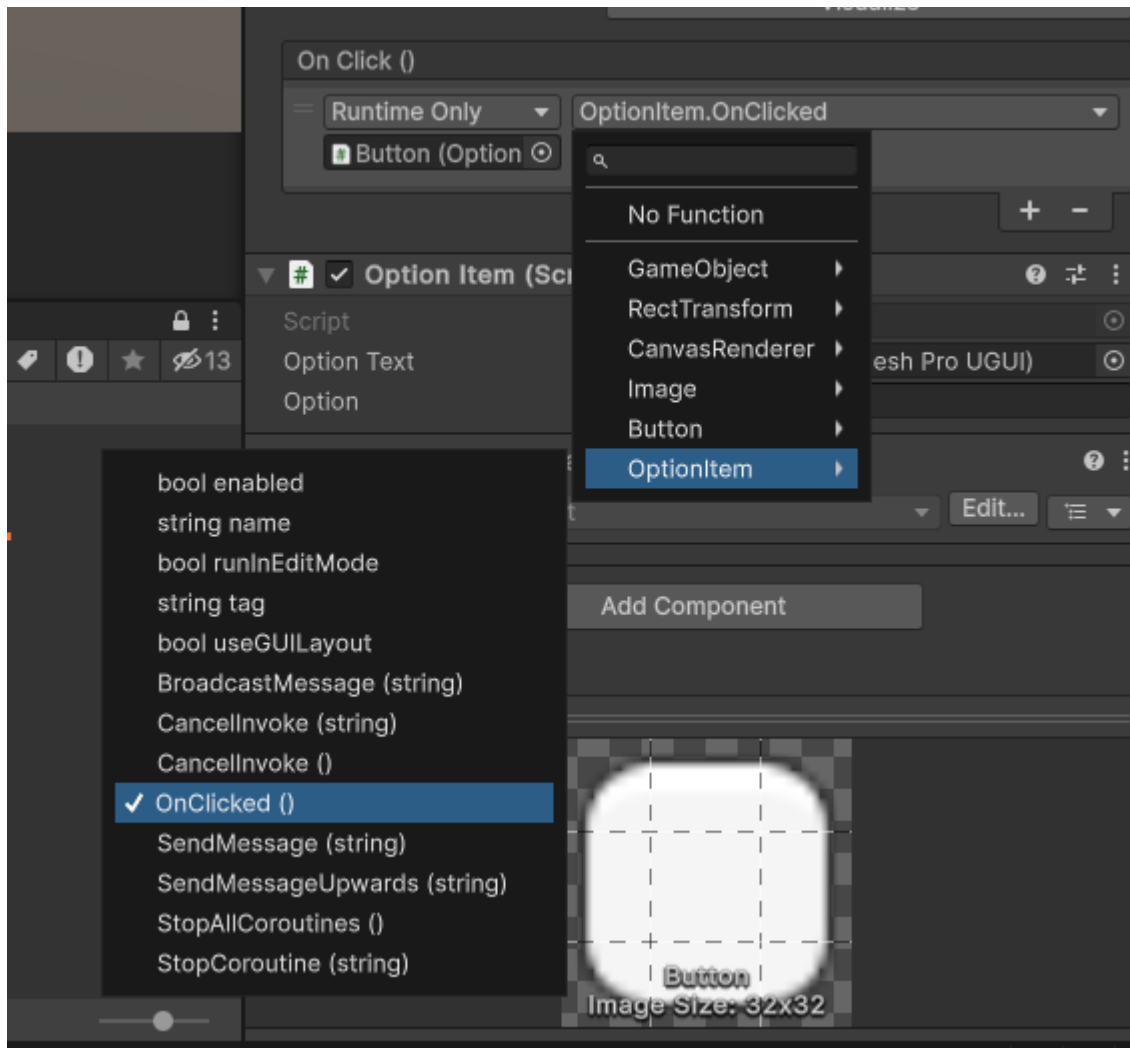 On Click ()
Runtime Only
OptionItem.OnClicked
Button (Option
No Function
GameObject
RectTransform
CanvasRenderer
Image
Button
OptionItem
Option Item (Sc
Script
Option Text
esh Pro UGUI)
Option
13
bool enabled
string name
bool runInEditMode
string tag
bool useGUILayout
BroadcastMessage (string)
CancelInvoke (string)
CancelInvoke ()
OnClicked ()
SendMessage (string)
SendMessageUpwards (string)
StopAllCoroutines ()
StopCoroutine (string)
Edit...
Add Component
Button
Image Size: 32x32